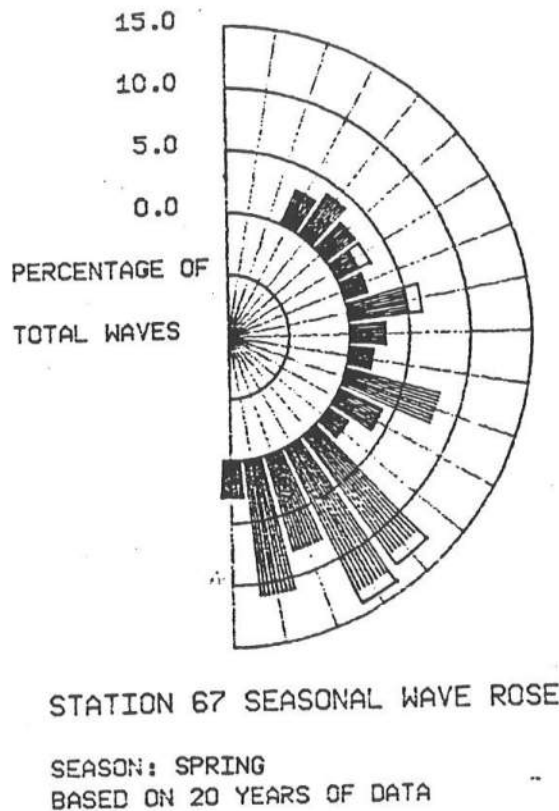 15.0
10.0
5.0
0.0
PERCENTAGE OF
TOTAL WAVES
STATION 67 SEASONAL WAVE ROSE
SEASON: SPRING
BASED ON 20 YEARS OF DATA